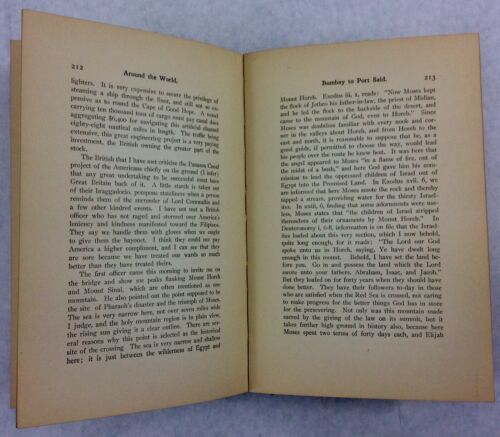 212
Around the World.
lighters. It is very expensive to secure the privilege of
steaming a ship through the liner, and still not so ex-
pensive as to round the Cape of Good Hope. A vessel
carrying ten thousand tons of cargo must pay canal dues
aggregating $6,400 for navigating this artificial channel
eighty-eight nautical miles in length. The traffic being
extensive, this great engineering project is a very paying
investment, the British owning the greater part of the
stock.
The British that I have met criticise the Panama Canal
project of the Americans chiefly on the ground (I infer)
that any great undertaking to be successful must have
Great Britain back of it. A little starch is taken out
of their braggadocio, pompous starchness when a press
reminds them of the surrender of Lord Cornwallis and
a few other kindred events. I have not met a British
officer who has not raged and stormed over America's
leniency and kindness manifested toward the Filipinos.
They say we handle them with gloves when we ought
to give them the bayonet. I think they could not pay
America a higher compliment, and I can see that they
are sore because we have treated our wards so much
better than they have treated theirs.
The first officer came this morning to invite me on
the bridge and show me peaks flanking Mount Horeb
and Mount Sinai, which are often mentioned as one
mountain. He also pointed out the point supposed to be
the site of Pharaoh's disaster and the triumph of Moses.
The sea is very narrow here, not over seven miles wide
I judge, and the holy mountain region is in plain view,
the rising sun giving it a clear outline. There are sev-
eral reasons why this point is selected as the historical
site of the crossing The sea is very narrow and shallow
here; it is just between the wilderness of Egypt and
Bombay to Port Said.
213
Mount Horeb. Exodus iii, 1, reads: "Now Moses kept
the flock of Jethro his father-in-law, the priest of Midian,
and he led the flock to the backside of the desert, and
came to the mountain of God, even to Horeb." Since
Moses was doubtless familiar with every nook and cor-
ner in the valleys about Horeb, and from Horeb to the
east and north, it is reasonable to suppose that he, as a
good guide, if permitted to choose the way, would lead
his people over the route he knew best. It was here that
the angel appeared to Moses "in a flame of fire, out of
the midst of a bush," and here God gave him his com-
mission to lead the oppressed children of Israel out of
Egypt into the Promised Land. In Exodus xvii, 6, we
are informed that here Moses smote the rock and thereby
tapped a stream, providing water for the thirsty Israel-
ites. In xxiii, 6, finding that some adornments were use-
less, Moses states that "the children of Israel stripped
themselves of their ornaments by Mount Horeb." In
Deuteronomy i, 6-8, information is on file that the Israel-
ites loafed about this very section, which I now behold,
quite long enough, for it reads: "The Lord our God
spoke unto us in Horeb, saying, Ye have dwelt long
enough in this mount. Behold, I have set the land
before you. Go in and possess the land which the Lord
swore unto your fathers, Abraham, Isaac, and Jacob."
But they loafed on for forty years when they should have
done better. They have their followers to-day in those
who are satisfied when the Red Sea is crossed, not caring
to make progress for the better things God has in store
for the persevering. Not only was this mountain made
sacred by the giving of the law on its summit, but it
takes farther high ground in history also, because here
Moses spent two terms of forty days each, and Elijah